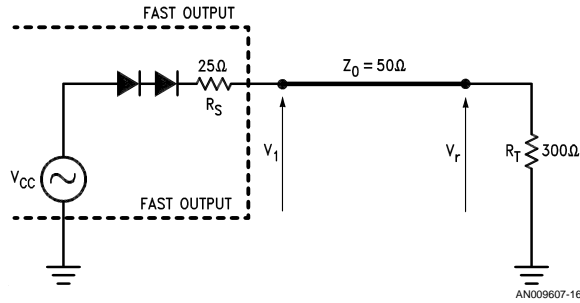 FAST OUTPUT
25Ω
Z0 = 50Ω
RS
V1
Vr
RT
300Ω
VCC
FAST OUTPUT
AN009607-16